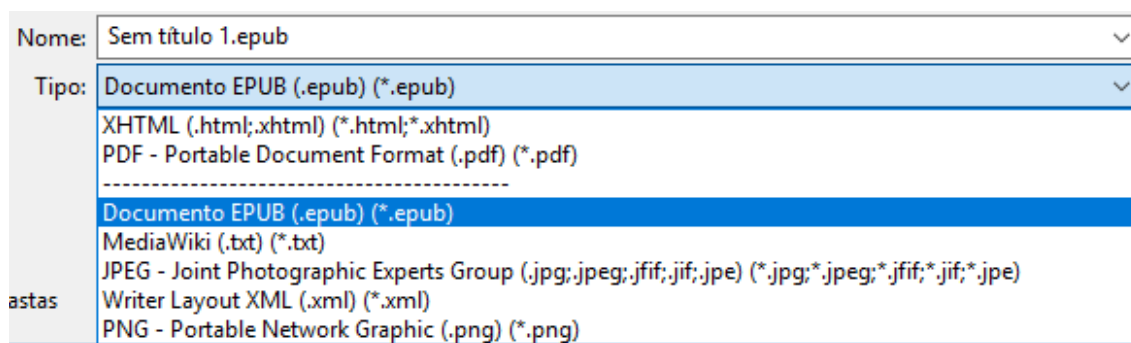 Nome: Sem título 1.epub
Tipo: Documento EPUB (.epub) (*.epub)
XHTML (.html;.xhtml) (*.html;*.xhtml)
PDF - Portable Document Format (.pdf) (*.pdf)
------------------------------------------
Documento EPUB (.epub) (*.epub)
MediaWiki (.txt) (*.txt)
JPEG - Joint Photographic Experts Group (.jpg;.jpeg;.jfif;.jif;.jpe) (*.jpg;*.jpeg;*.jfif;*.jif;*.jpe)
astas Writer Layout XML (.xml) (*.xml)
PNG - Portable Network Graphic (.png) (*.png)